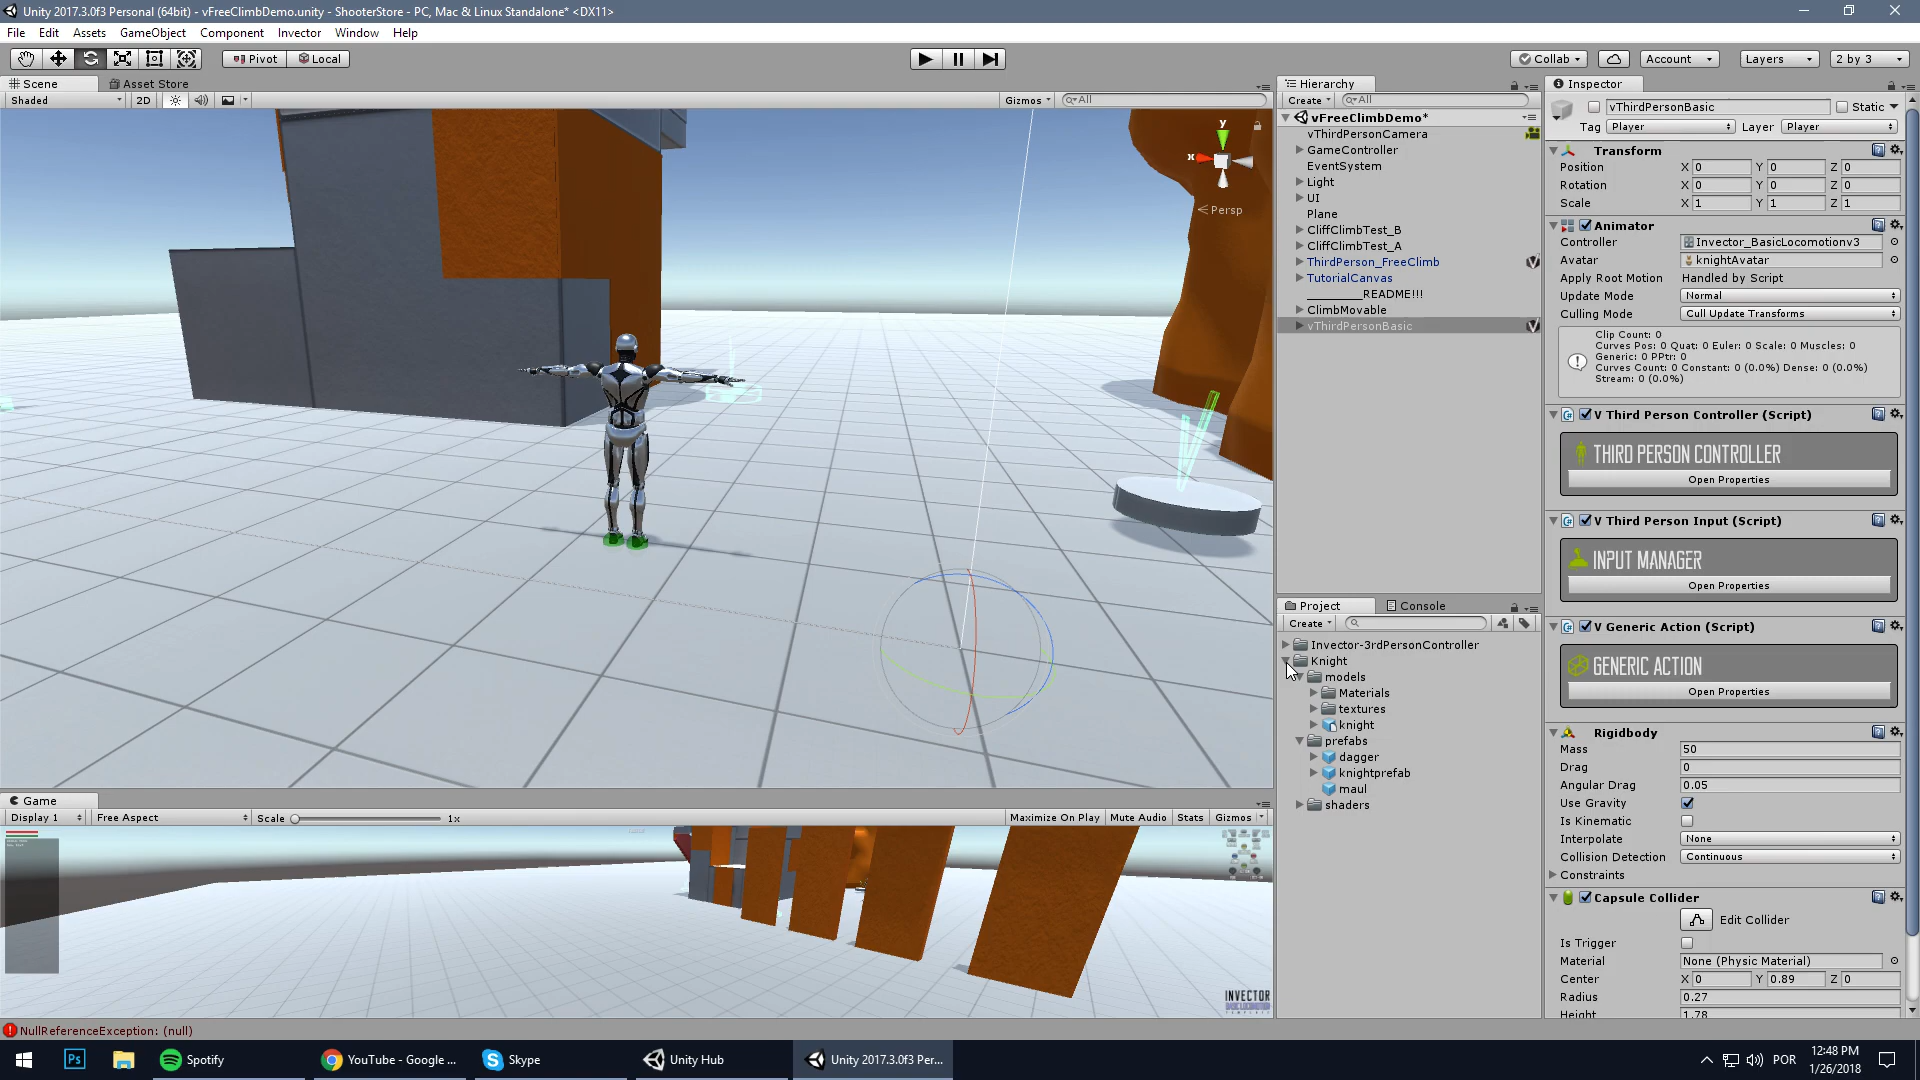 Unity 2017.3.0f3 Personal (64bit) - vFreeClimbDemo.unity - ShooterStore - PC, Mac & Linux Standalone* <DX11>
File Edit Assets GameObject Component Invector Window Help
Pivot Local Collab Account Layers 2 by 3
Scene Asset Store
Shaded 2D Gizmos All
y
x
Persp
Game
Display 1 Free Aspect Scale 1x Maximize On Play Mute Audio Stats Gizmos
INVECTOR
Hierarchy
Create All
vFreeClimbDemo*
vThirdPersonCamera
GameController
EventSystem
Light
UI
Plane
CliffClimbTest_B
CliffClimbTest_A
ThirdPerson_FreeClimb
TutorialCanvas
_________README!!!
ClimbMovable
vThirdPersonBasic
Project Console
Create
Invector-3rdPersonController
Knight
models
Materials
textures
knight
prefabs
dagger
knightprefab
maul
shaders
Inspector
vThirdPersonBasic Static
Tag Player Layer Player
Transform
Position X 0 Y 0 Z 0
Rotation X 0 Y 0 Z 0
Scale X 1 Y 1 Z 1
Animator
Controller Invector_BasicLocomotionv3
Avatar knightAvatar
Apply Root Motion Handled by Script
Update Mode Normal
Culling Mode Cull Update Transforms
Clip Count: 0
Curves Pos: 0 Quat: 0 Euler: 0 Scale: 0 Muscles: 0
Generic: 0 PPtr: 0
Curves Count: 0 Constant: 0 (0.0%) Dense: 0 (0.0%)
Stream: 0 (0.0%)
V Third Person Controller (Script)
THIRD PERSON CONTROLLER
Open Properties
V Third Person Input (Script)
INPUT MANAGER
Open Properties
V Generic Action (Script)
GENERIC ACTION
Open Properties
Rigidbody
Mass 50
Drag 0
Angular Drag 0.05
Use Gravity
Is Kinematic
Interpolate None
Collision Detection Continuous
Constraints
Capsule Collider
Edit Collider
Is Trigger
Material None (Physic Material)
Center X 0 Y 0.89 Z 0
Radius 0.27
Height 1.78
NullReferenceException: (null)
Ps Spotify YouTube - Google ... Skype Unity Hub Unity 2017.3.0f3 Per... POR 12:48 PM
1/26/2018